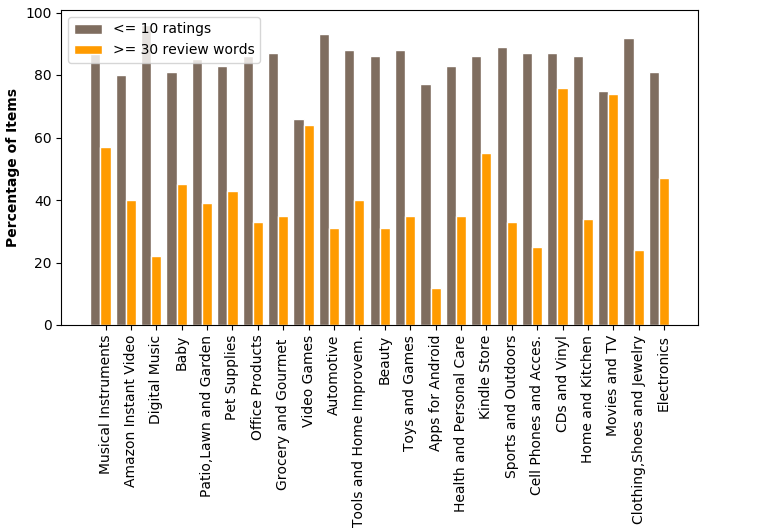 <= 10 ratings
>= 30 review words
Percentage of Items
100
80
60
40
20
0
Musical Instruments
Amazon Instant Video
Digital Music
Baby
Patio,Lawn and Garden
Pet Supplies
Office Products
Grocery and Gourmet
Video Games
Automotive
Tools and Home Improvem.
Beauty
Toys and Games
Apps for Android
Health and Personal Care
Kindle Store
Sports and Outdoors
Cell Phones and Acces.
CDs and Vinyl
Home and Kitchen
Movies and TV
Clothing,Shoes and Jewelry
Electronics